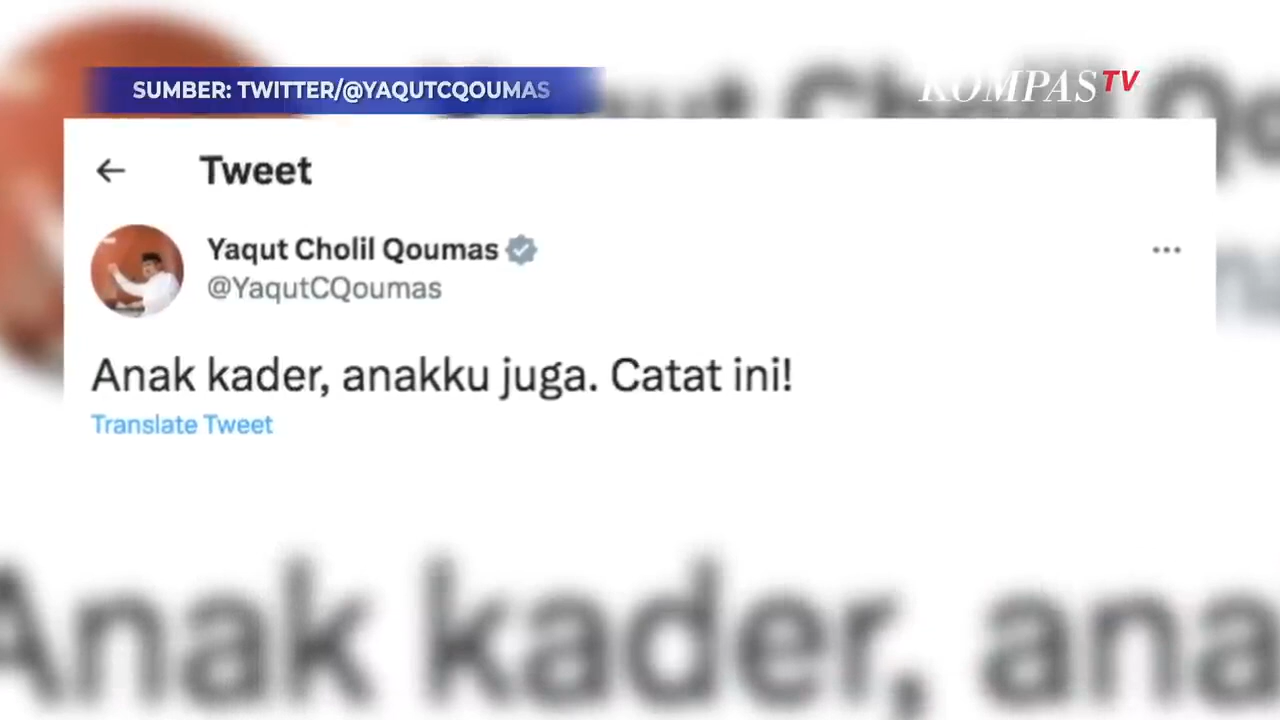 SUMBER: TWITTER/@YAQUTCQOUMAS
KOMPAS TV
Tweet
Yaqut Cholil Qoumas
@YaqutCQoumas
Anak kader, anakku juga. Catat ini!
Translate Tweet
Anak kader, ana